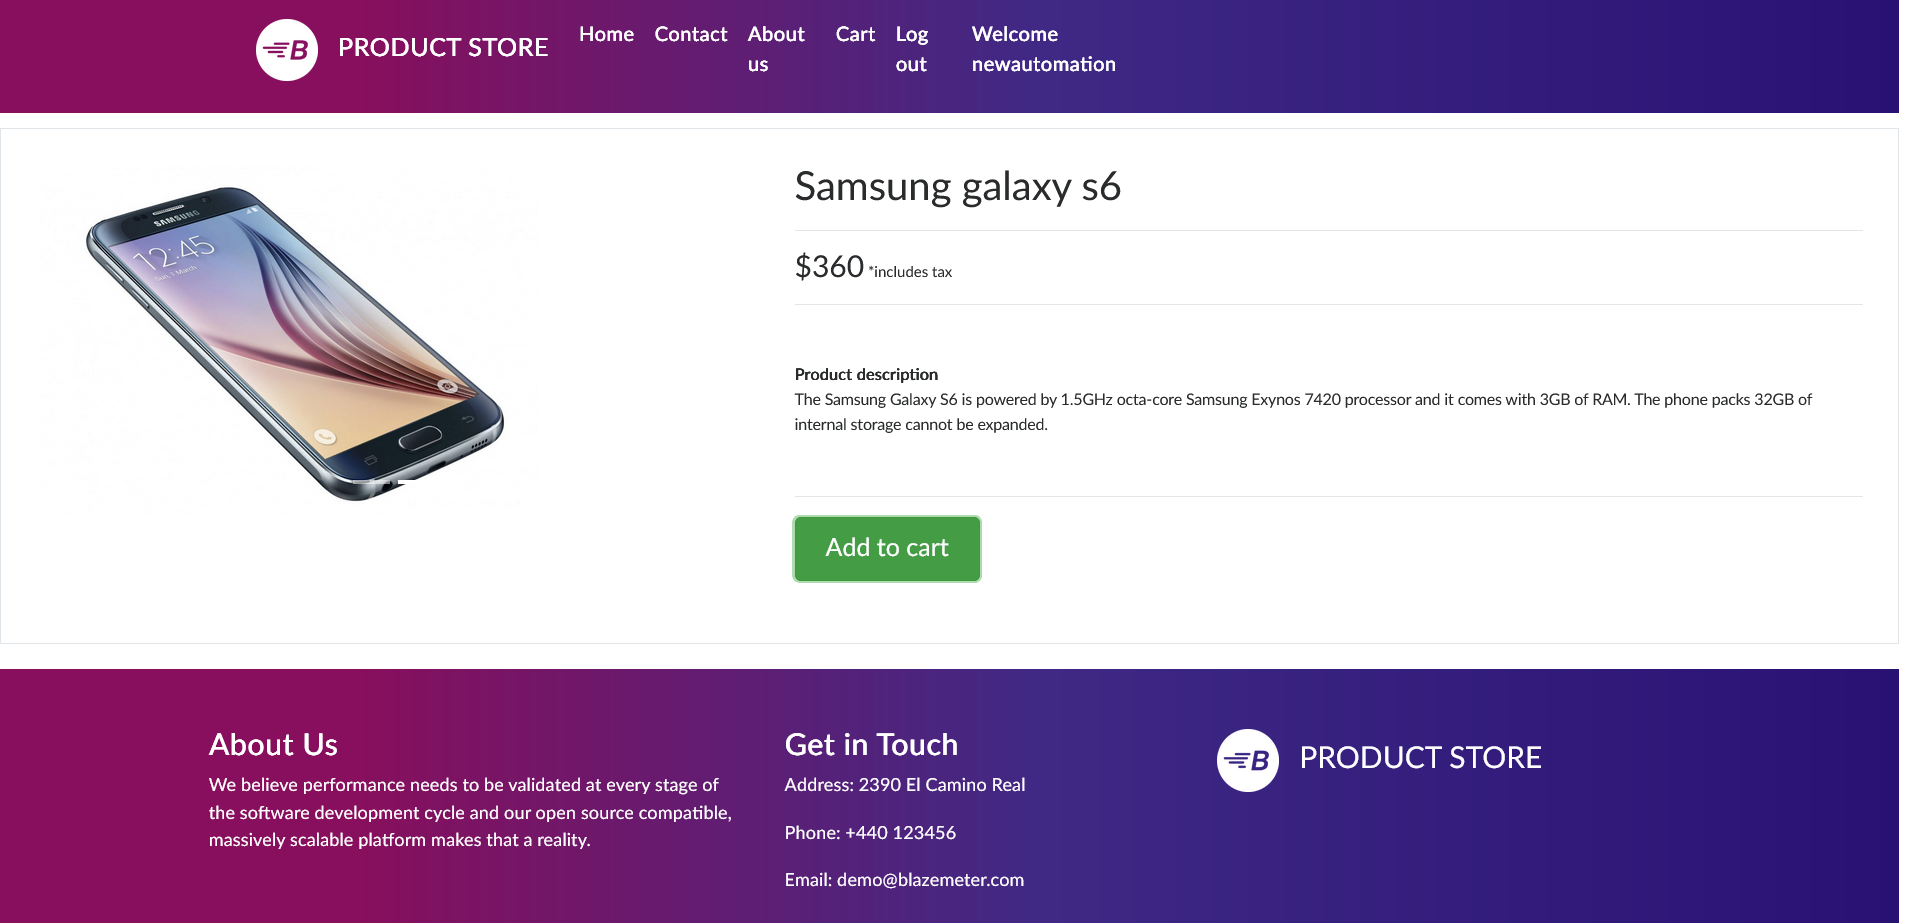 B PRODUCT STORE
Home Contact About us Cart Log out Welcome newautomation
SAMSUNG
12:45
Sun, 1 March
Samsung galaxy s6
$360 *includes tax
Product description
The Samsung Galaxy S6 is powered by 1.5GHz octa-core Samsung Exynos 7420 processor and it comes with 3GB of RAM. The phone packs 32GB of
internal storage cannot be expanded.
Add to cart
About Us
We believe performance needs to be validated at every stage of
the software development cycle and our open source compatible,
massively scalable platform makes that a reality.
Get in Touch
Address: 2390 El Camino Real
Phone: +440 123456
Email: demo@blazemeter.com
B PRODUCT STORE